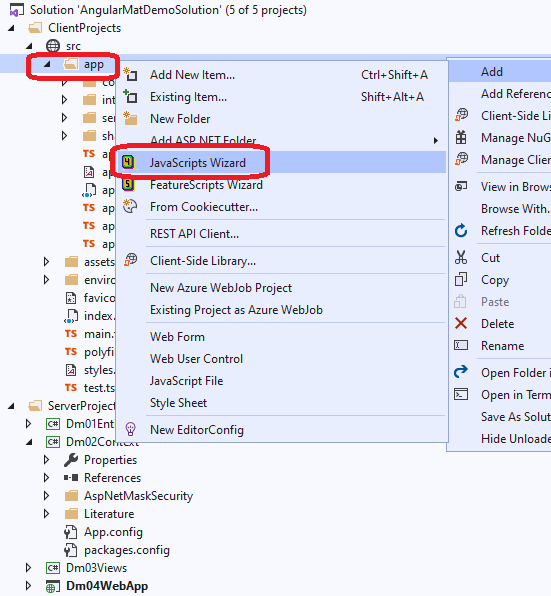 Solution 'AngularMatDemoSolution' (5 of 5 projects)
ClientProjects
src
app
Add New Item... Ctrl+Shift+A
Existing Item... Shift+Alt+A
New Folder
Add ASP.NET Folder
JavaScripts Wizard
FeatureScripts Wizard
From Cookiecutter...
REST API Client...
Client-Side Library...
New Azure WebJob Project
Existing Project as Azure WebJob
Web Form
Web User Control
JavaScript File
Style Sheet
New EditorConfig
Add
Add Referenc
Client-Side Li
Manage NuG
Manage Clie
View in Brows
Browse With..
Refresh Folde
Cut
Copy
Paste
Delete
Rename
Open Folder i
Open in Term
Save As Solut
Hide Unloade
co
int
ser
sh
TS ap
ap
ap
TS ap
TS ap
TS ap
assets
enviro
favico
index.
TS main.t
TS polyfi
styles.
TS test.ts
ServerProject
C# Dm01Ent
C# Dm02Context
Properties
References
AspNetMaskSecurity
Literature
App.config
packages.config
C# Dm03Views
Dm04WebApp